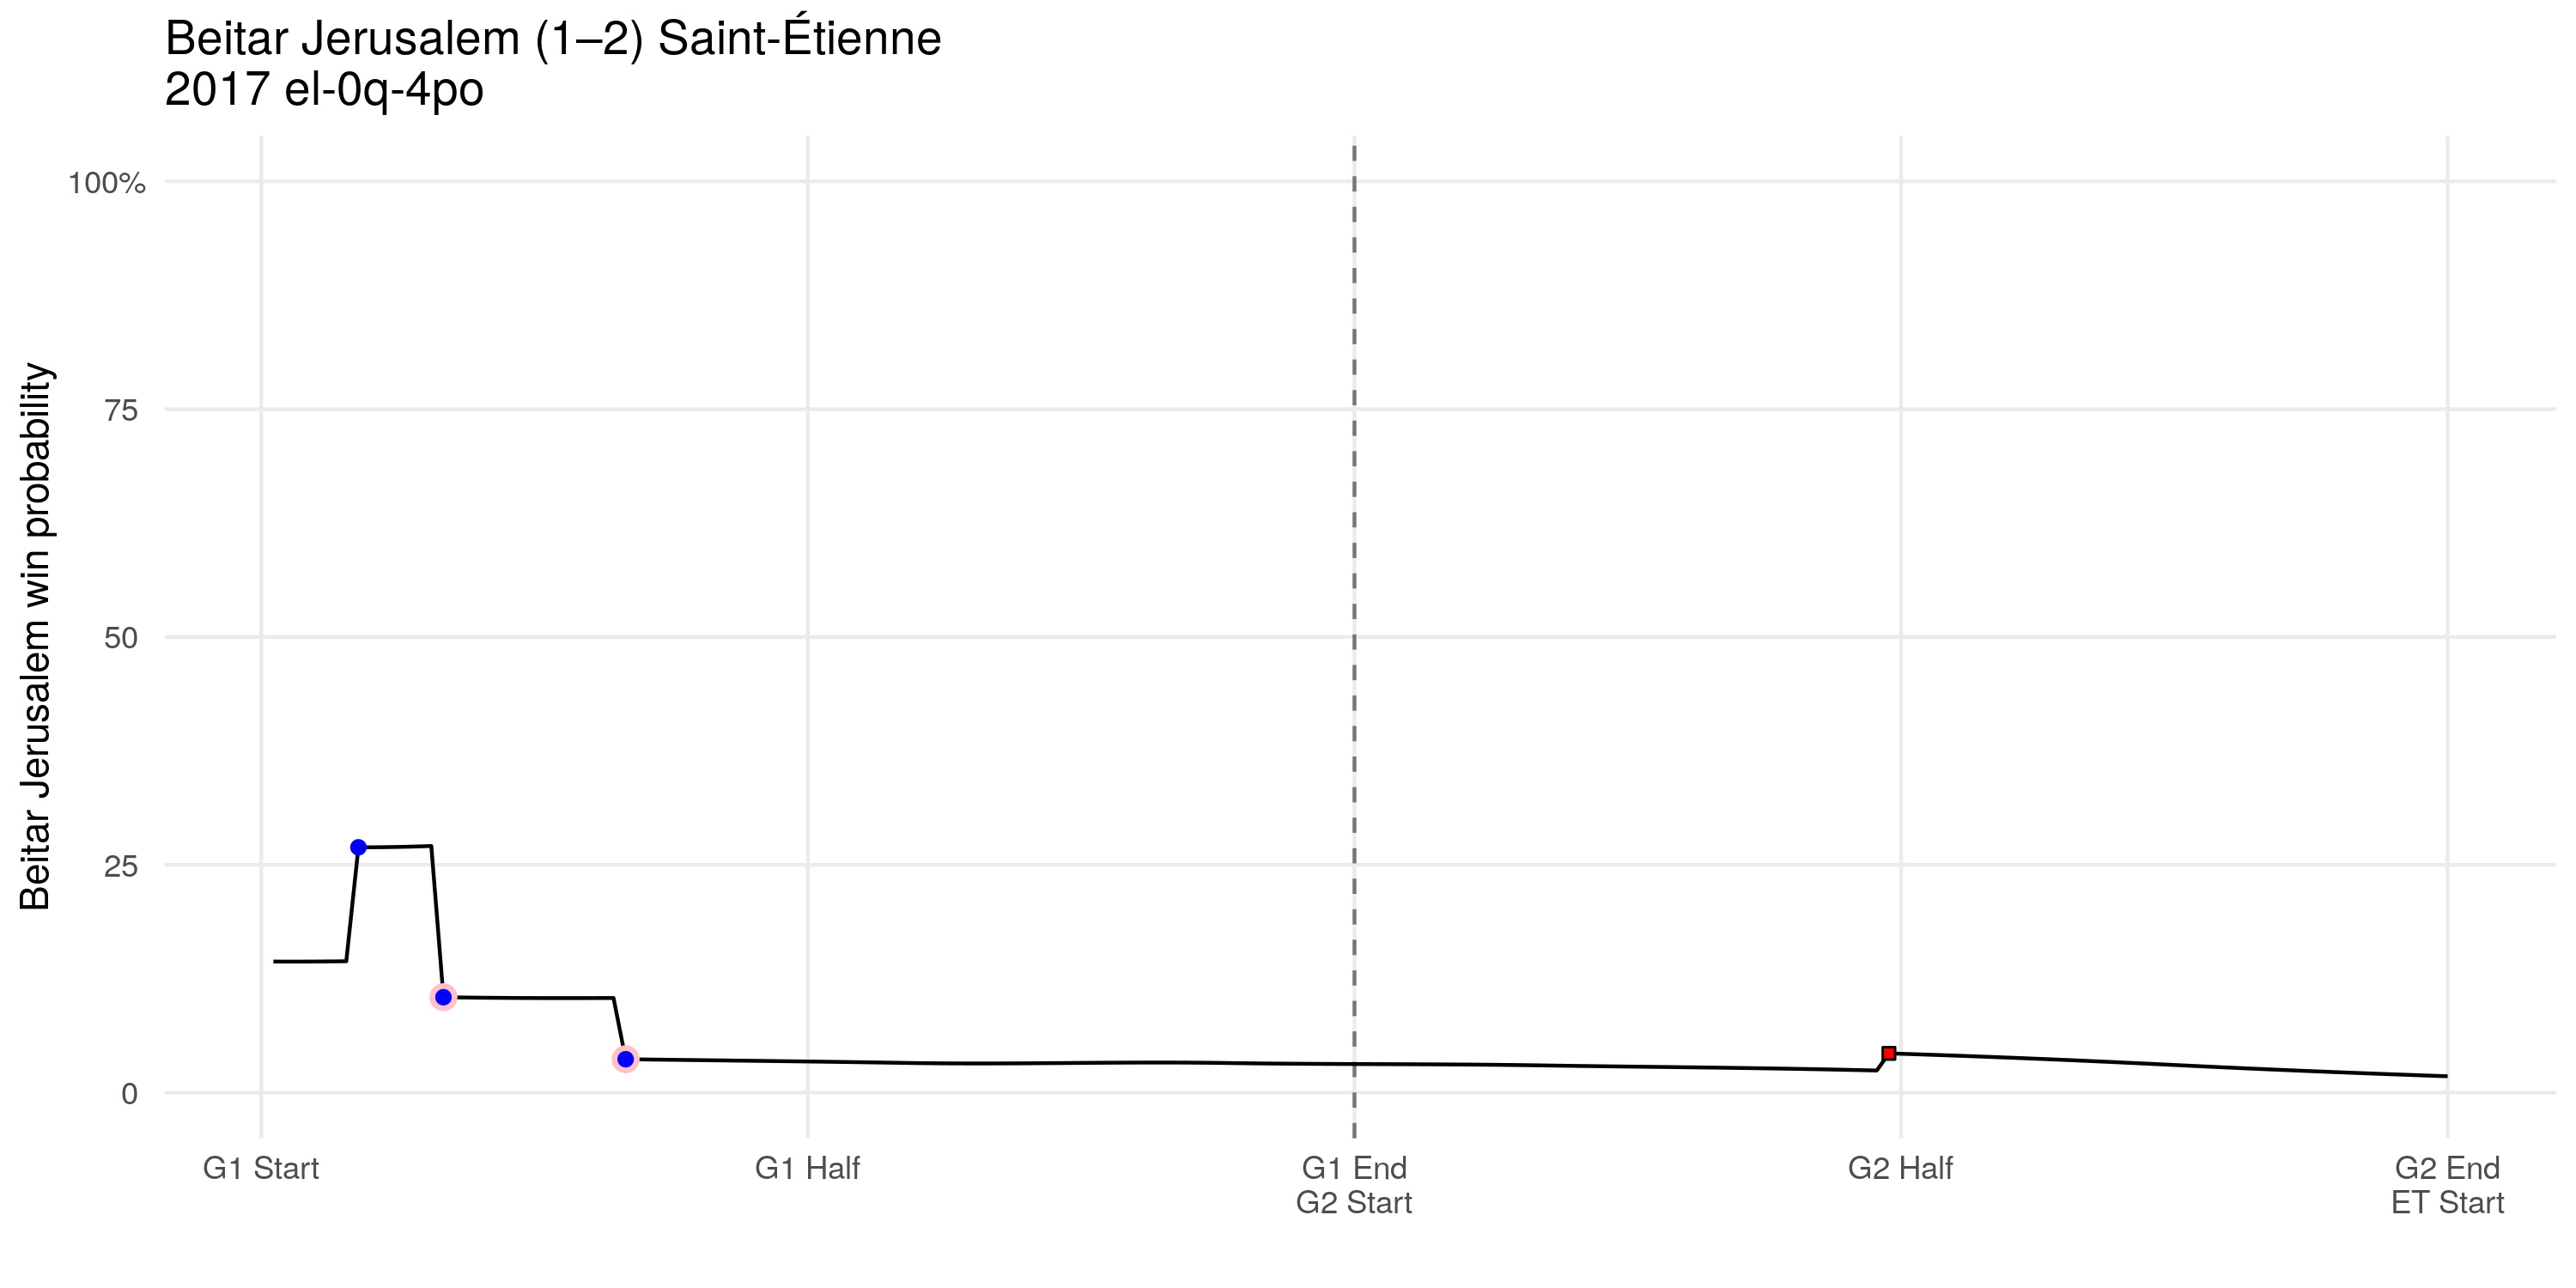 Beitar Jerusalem (1–2) Saint-Étienne
2017 el-0q-4po
Beitar Jerusalem win probability
100%
75
50
25
0
G1 Start
G1 Half
G1 End
G2 Start
G2 Half
G2 End
ET Start